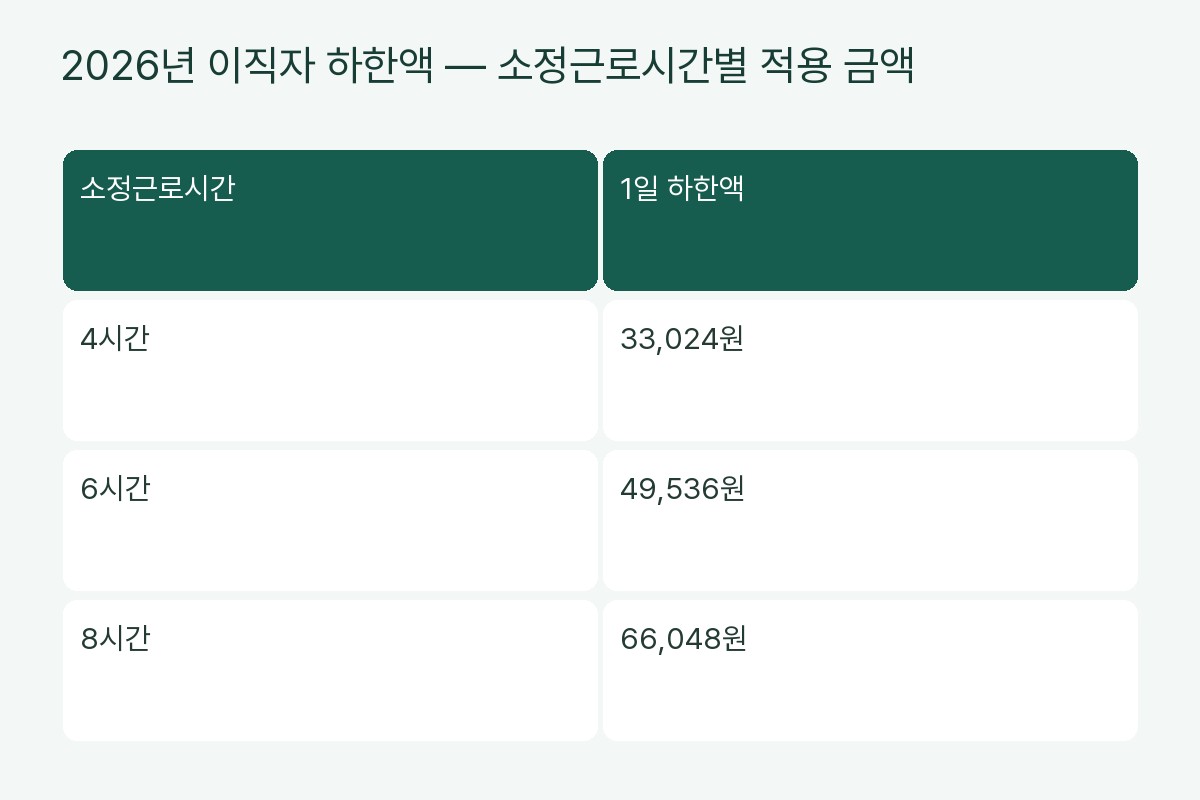 2026년 이직자 하한액 — 소정근로시간별 적용 금액
소정근로시간 1일 하한액
4시간 33,024원
6시간 49,536원
8시간 66,048원